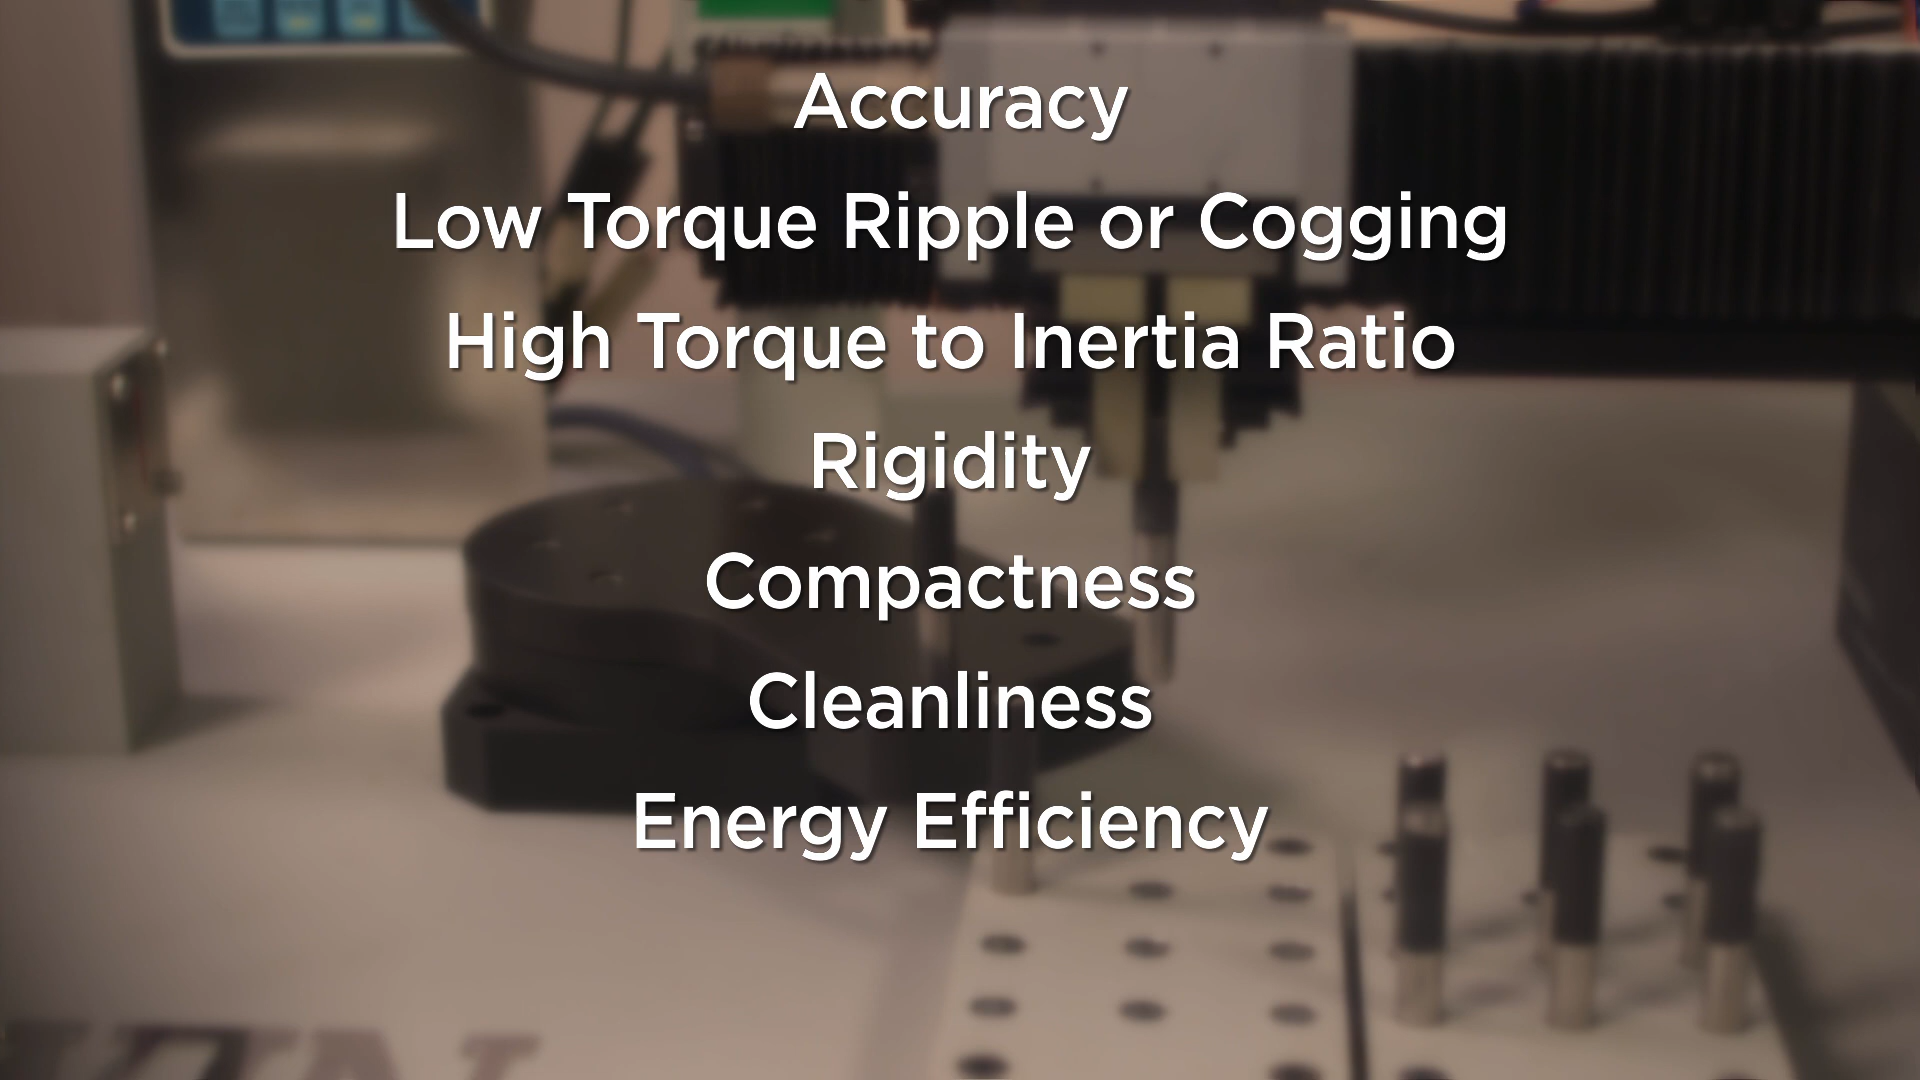 Accuracy
Low Torque Ripple or Cogging
High Torque to Inertia Ratio
Rigidity
Compactness
Cleanliness
Energy Efficiency